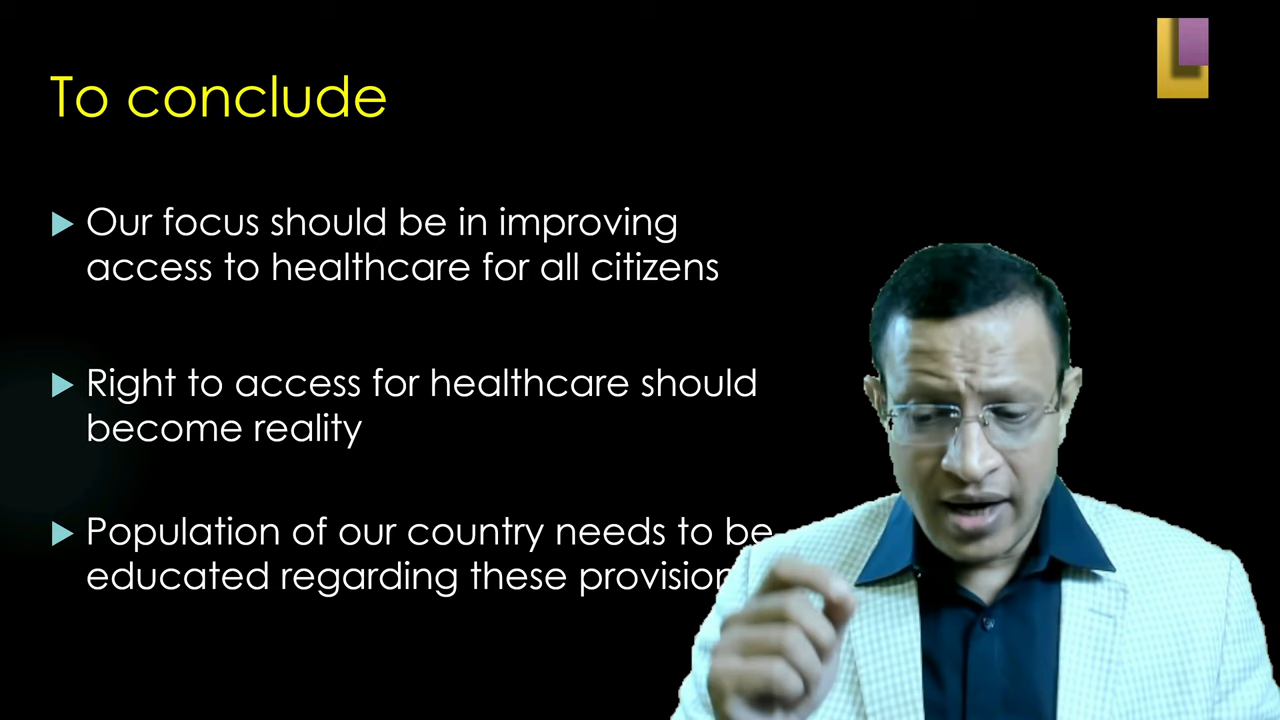 To conclude
Our focus should be in improving
access to healthcare for all citizens
Right to access for healthcare should
become reality
Population of our country needs to be
educated regarding these